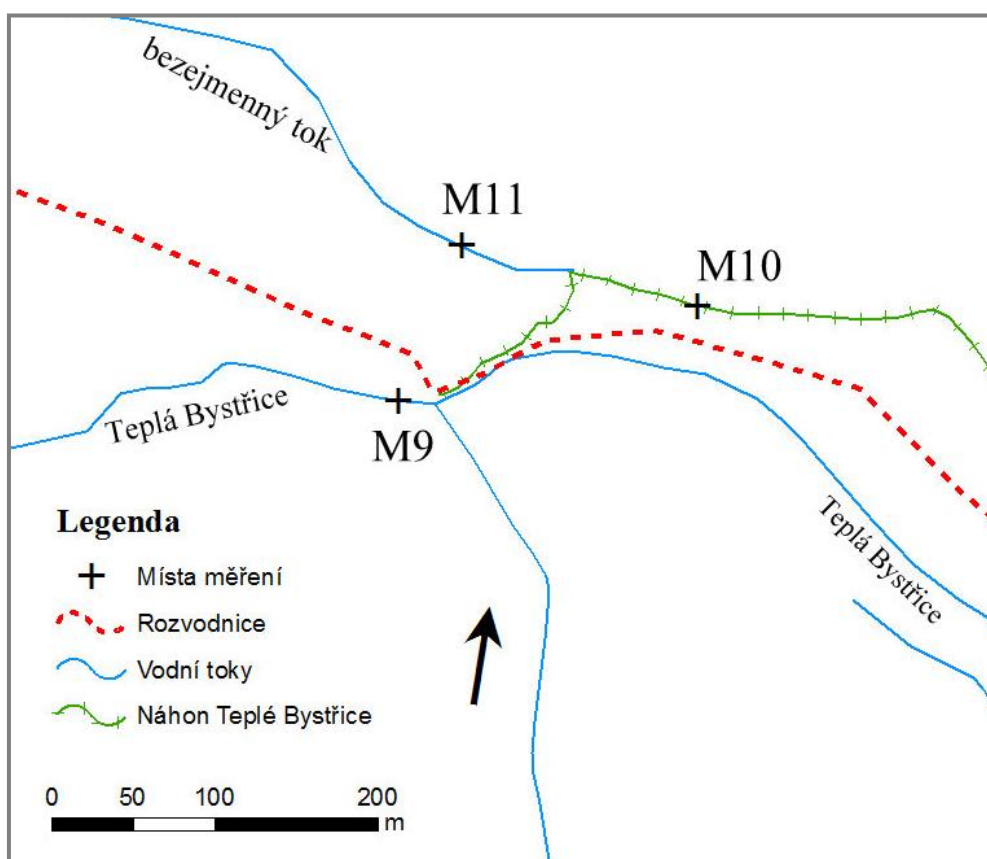 bezejmenný tok
M11
M10
Teplá Bystřice
M9
Teplá Bystřice
Legenda
Místa měření
Rozvodnice
Vodní toky
Náhon Teplé Bystřice
0 50 100 200
m